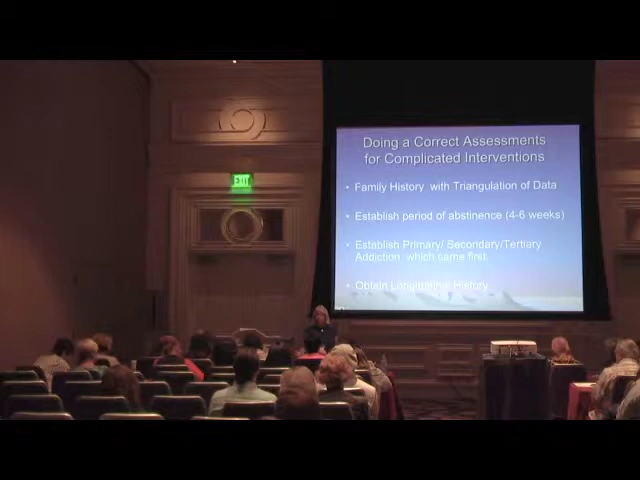 Doing a Correct Assessments
for Complicated Interventions
• Family History with Triangulation of Data
• Establish period of abstinence (4-6 weeks)
• Establish Primary/ Secondary/Tertiary
Addiction which came first.
• Obtain Longitudinal History
EXIT